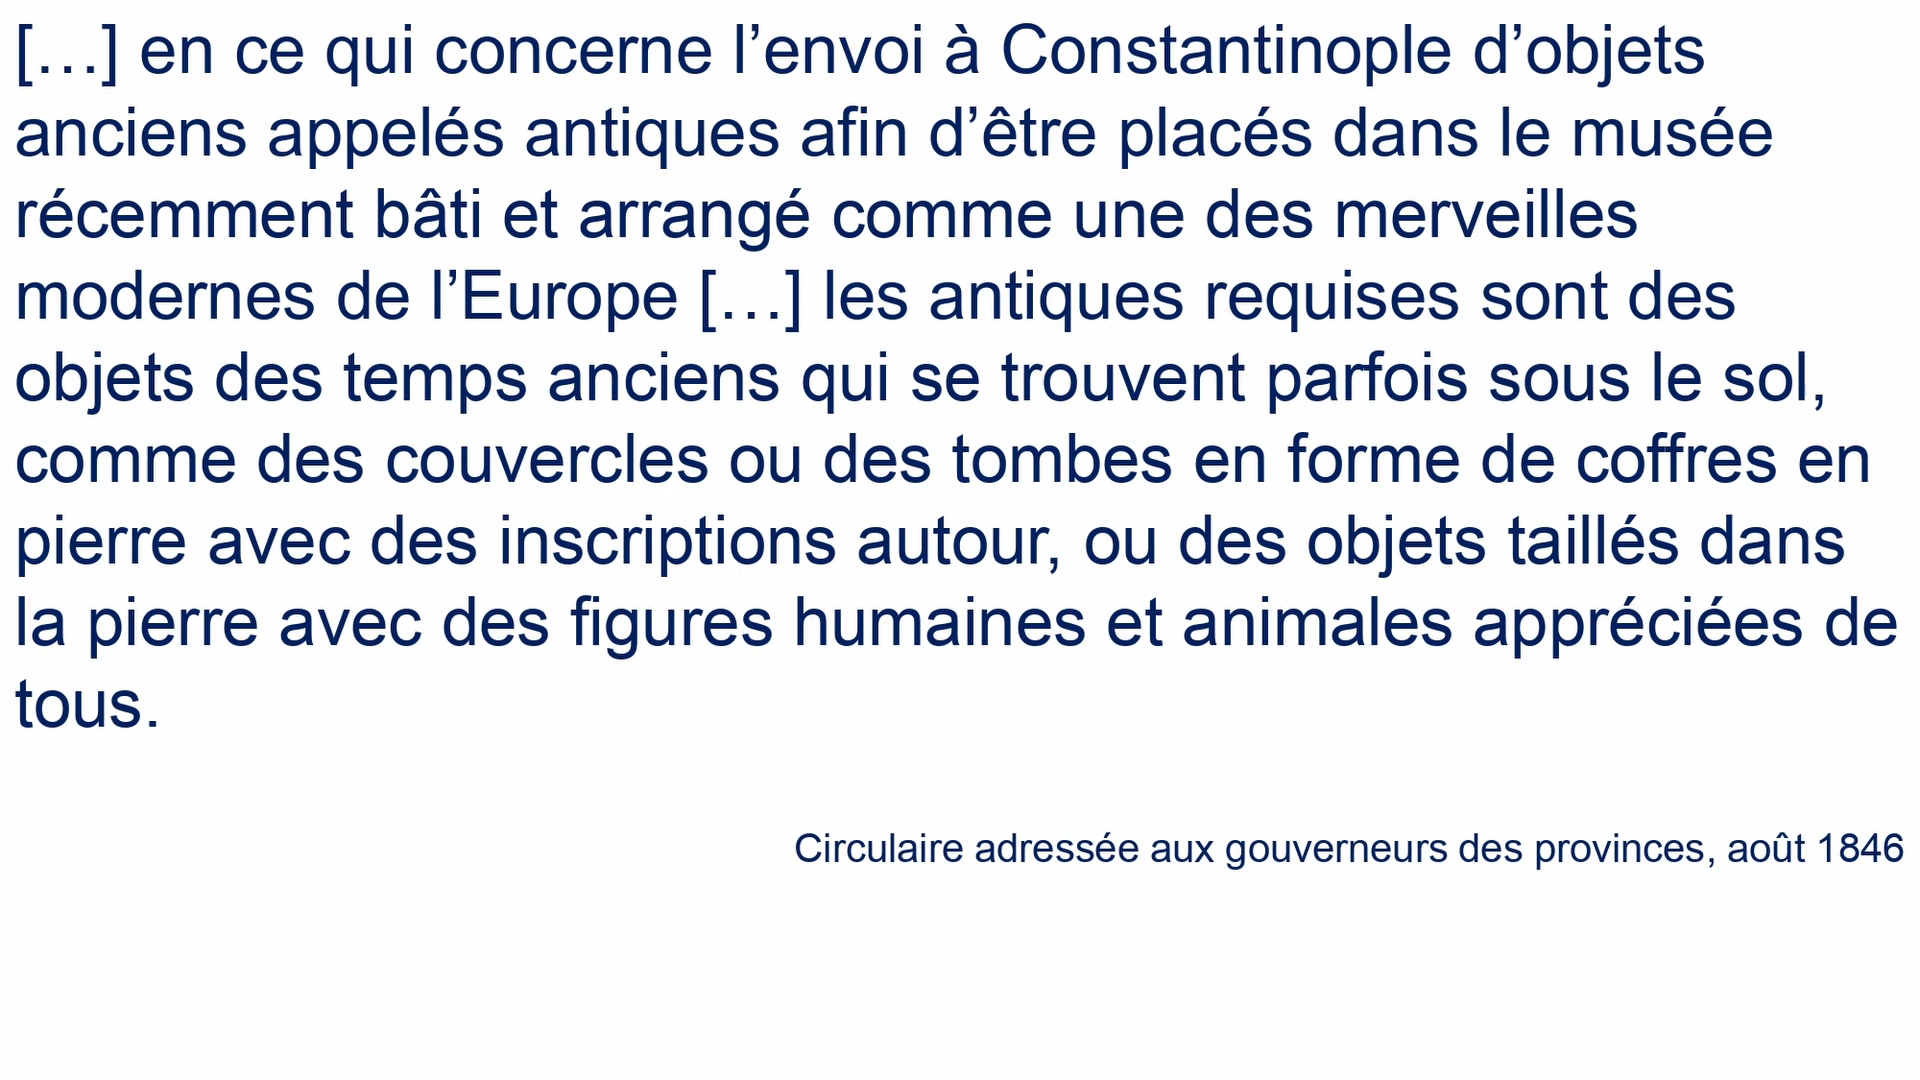 […] en ce qui concerne l’envoi à Constantinople d’objets
anciens appelés antiques afin d’être placés dans le musée
récemment bâti et arrangé comme une des merveilles
modernes de l’Europe […] les antiques requises sont des
objets des temps anciens qui se trouvent parfois sous le sol,
comme des couvercles ou des tombes en forme de coffres en
pierre avec des inscriptions autour, ou des objets taillés dans
la pierre avec des figures humaines et animales appréciées de
tous.
Circulaire adressée aux gouverneurs des provinces, août 1846